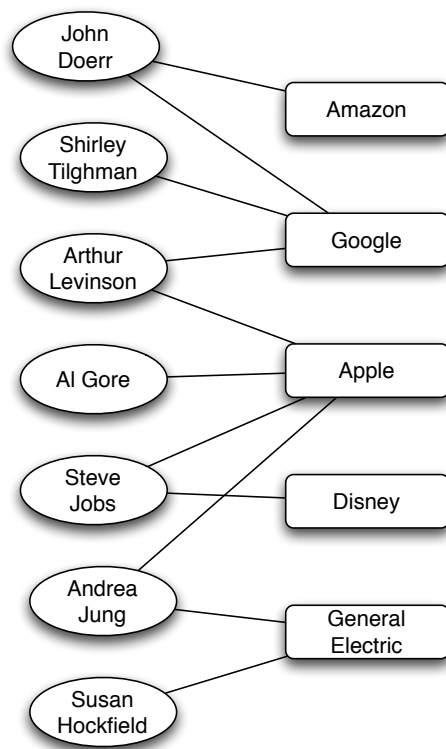 John
Doerr
Amazon
Shirley
Tilghman
Google
Arthur
Levinson
Al Gore
Apple
Steve
Jobs
Disney
Andrea
Jung
General
Electric
Susan
Hockfield